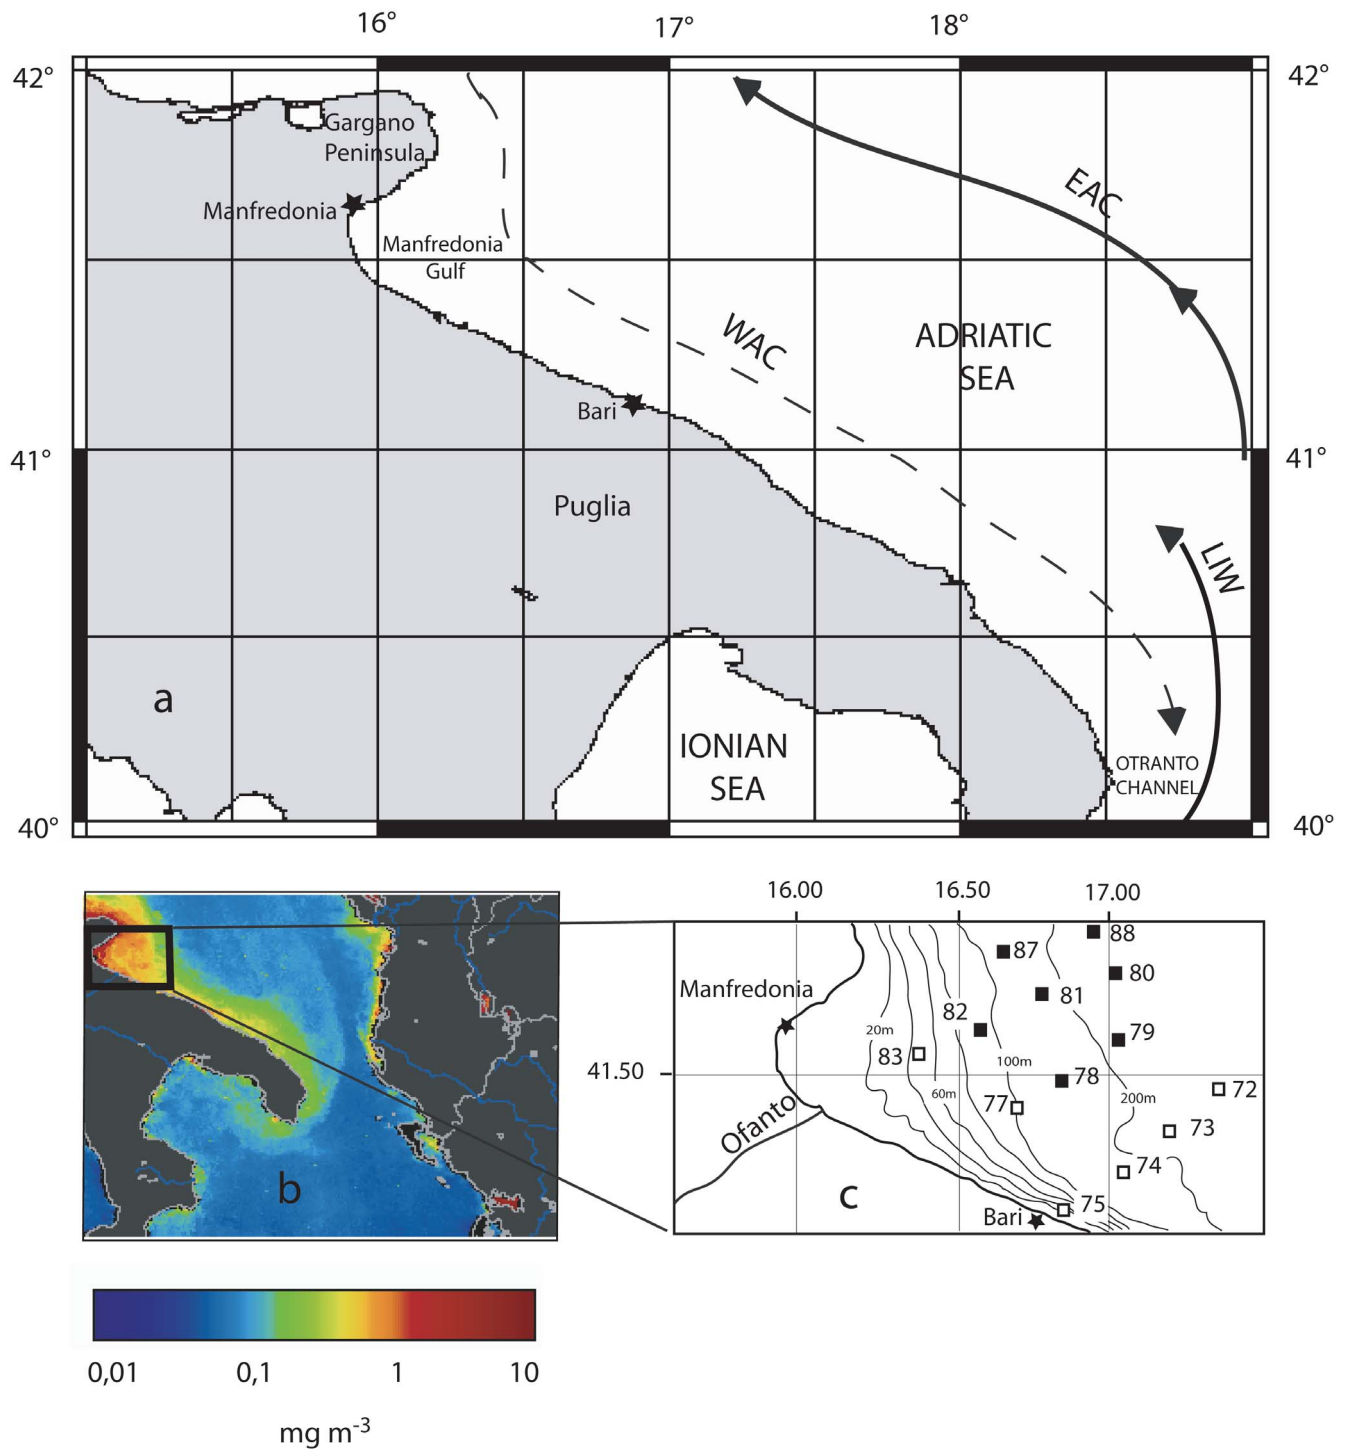 16° 17° 18°
42° 42°
Gargano
Peninsula
EAC
Manfredonia
Manfredonia
Gulf
WAC
ADRIATIC
SEA
Bari
41° 41°
Puglia
LIW
a
IONIAN
SEA
OTRANTO
CHANNEL
40° 40°
16.00 16.50 17.00
88
87
80
Manfredonia
81
82
20m
79
83
100m
41.50
78
60m
72
77
200m
Ofanto
73
74
b
c
75
Bari
0,01 0,1 1 10
mg m-3